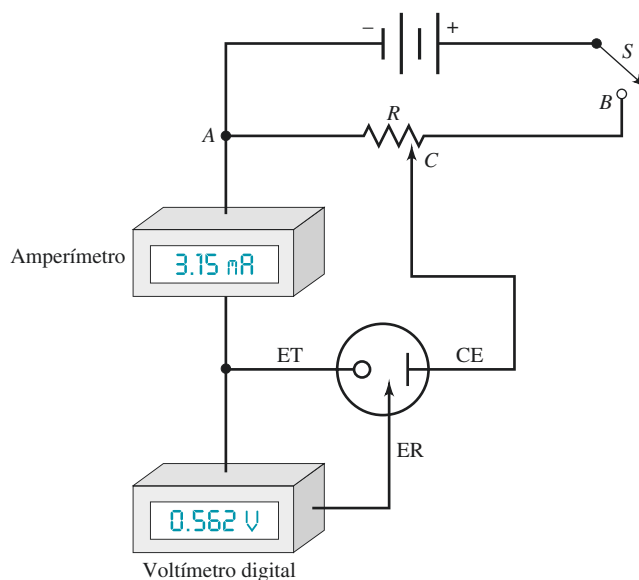 − +
S
B
R
A
C
Amperímetro
3.15 mA
ET
CE
ER
0.562 V
Voltímetro digital